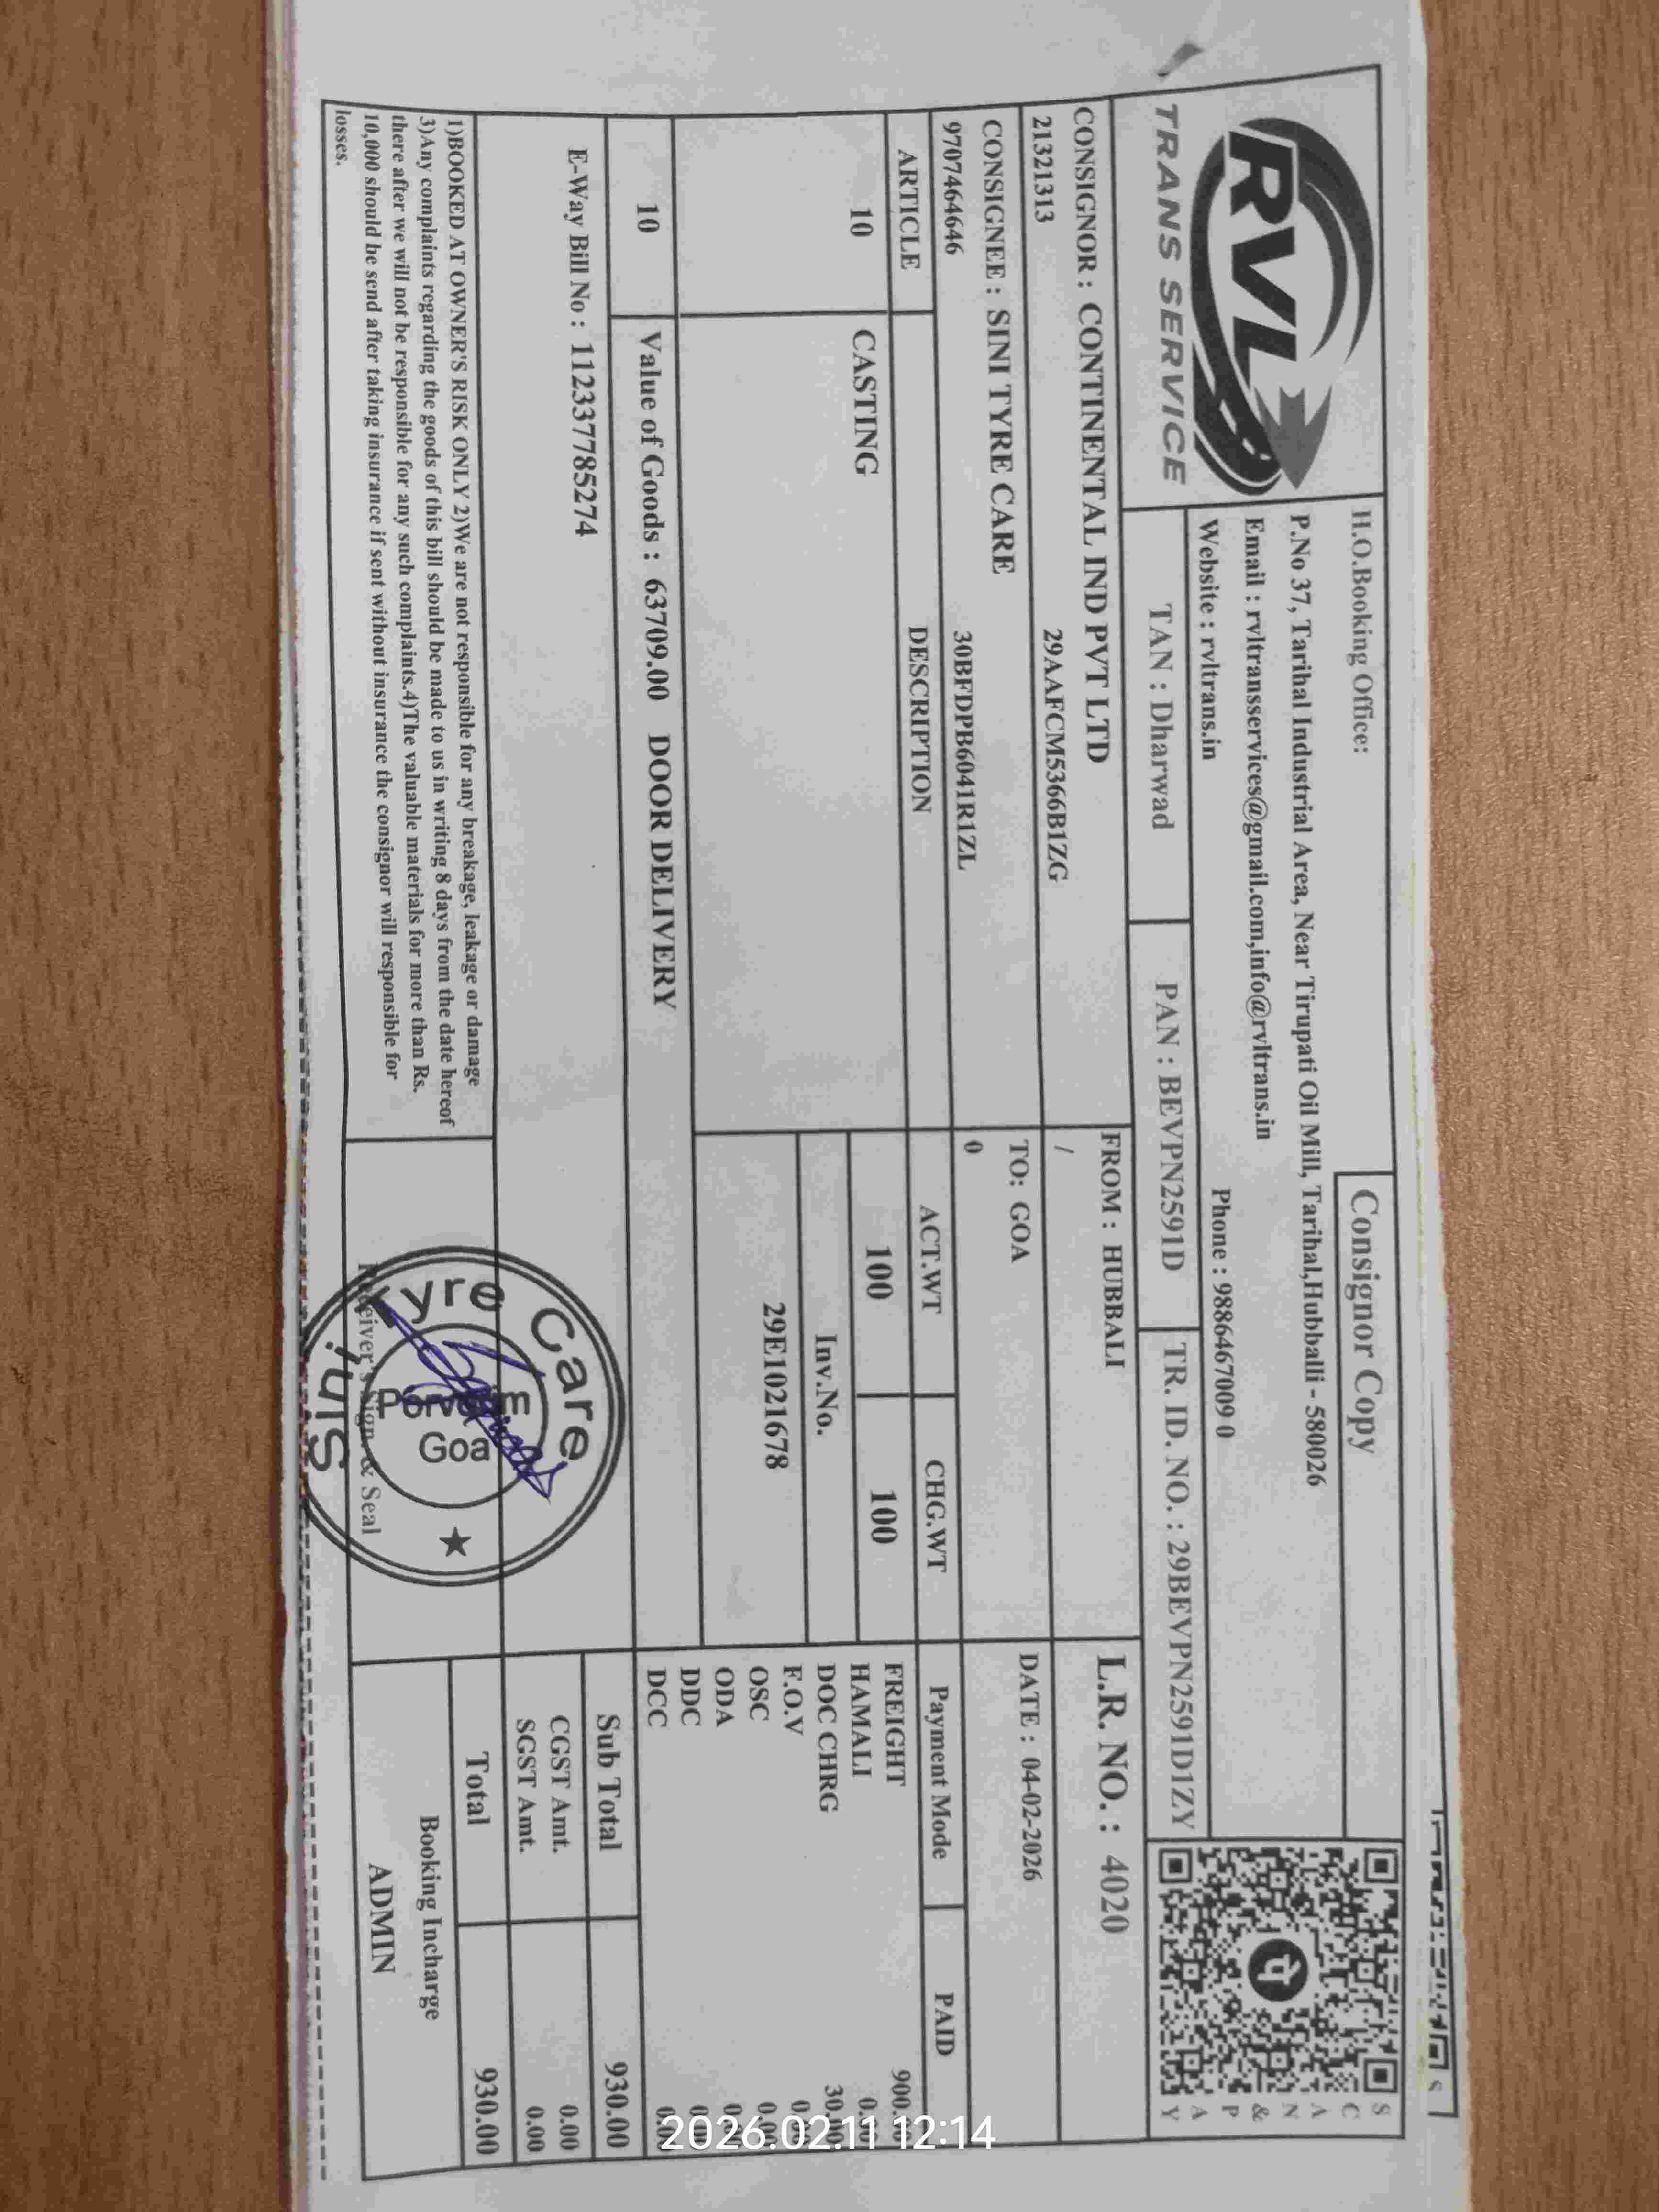 RVL
TRANS SERVICE
H.O.Booking Office:
Consignor Copy
P.No 37, Tarihal Industrial Area, Near Tirupati Oil Mill, Tarihal,Hubballi - 580026
Email : rvltransservices@gmail.com,info@rvltrans.in
Website : rvltrans.in
Phone : 9886467009 0
SCAN & PAY
TAN : Dharwad
PAN : BEVPN2591D
TR. ID. NO. : 29BEVPN2591D1ZY
CONSIGNOR : CONTINENTAL IND PVT LTD
21321313
29AAFCM5366B1ZG
FROM : HUBBALI
/
L.R. NO. : 4020
CONSIGNEE : SINI TYRE CARE
9707464646
30BFDPB6041R1ZL
TO: GOA
0
DATE : 04-02-2026
ARTICLE
DESCRIPTION
ACT.WT
CHG.WT
Payment Mode
PAID
10
CASTING
100
100
Inv.No.
29E1021678
FREIGHT 900.
HAMALI
DOC CHRG 30.
F.O.V
OSC
ODA
DDC
DCC
10
Value of Goods : 63709.00 DOOR DELIVERY
Sub Total 930.00
E-Way Bill No : 112337785274
CGST Amt. 0.00
SGST Amt. 0.00
Total 930.00
1)BOOKED AT OWNER'S RISK ONLY 2)We are not responsible for any breakage, leakage or damage
3)Any complaints regarding the goods of this bill should be made to us in writing 8 days from the date hereof
there after we will not be responsible for any such complaints.4)The valuable materials for more than Rs.
10,000 should be send after taking insurance if sent without insurance the consignor will responsible for
losses.
Sini Tyre Care
Porvorim
Goa
Receiver's Sign. & Seal
Booking Incharge
ADMIN
2026.02.11 12:14